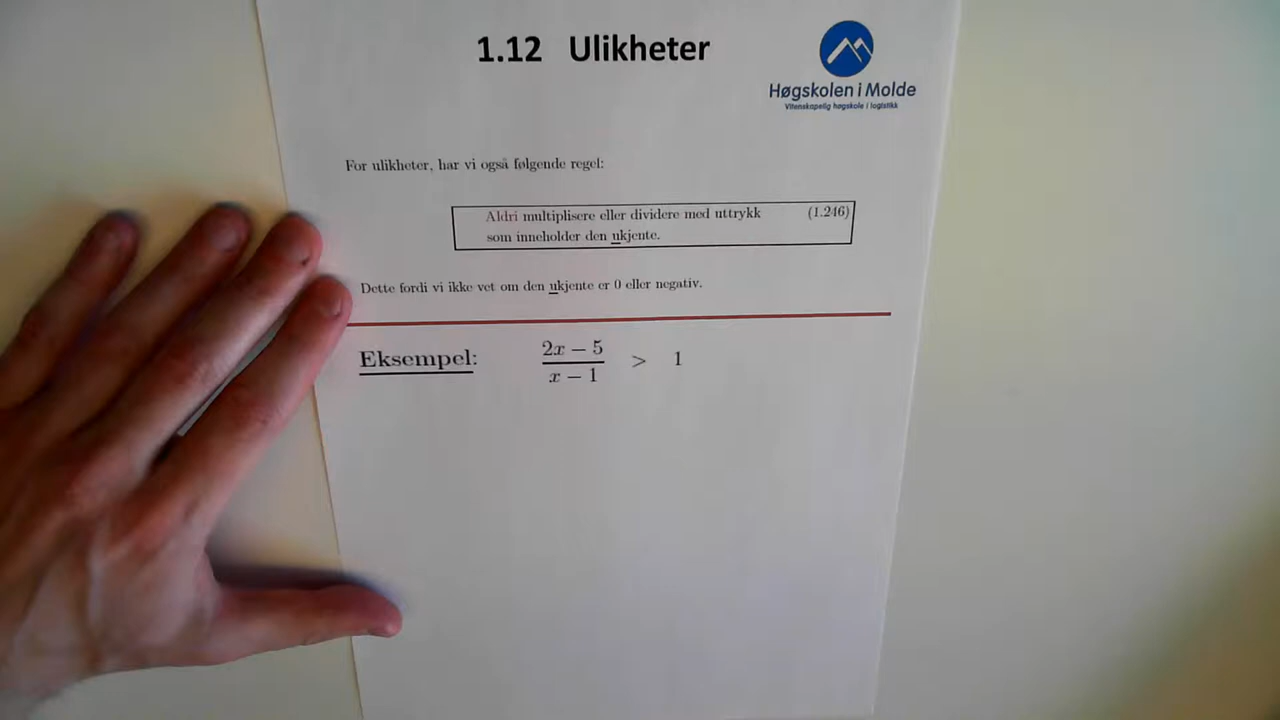 1.12 Ulikheter
Høgskolen i Molde
Vitenskapelig høgskole i logistikk
For ulikheter, har vi også følgende regel:
Aldri multiplisere eller dividere med uttrykk (1.246)
som inneholder den ukjente.
Dette fordi vi ikke vet om den ukjente er 0 eller negativ.
Eksempel: (2x − 5)/(x − 1) > 1